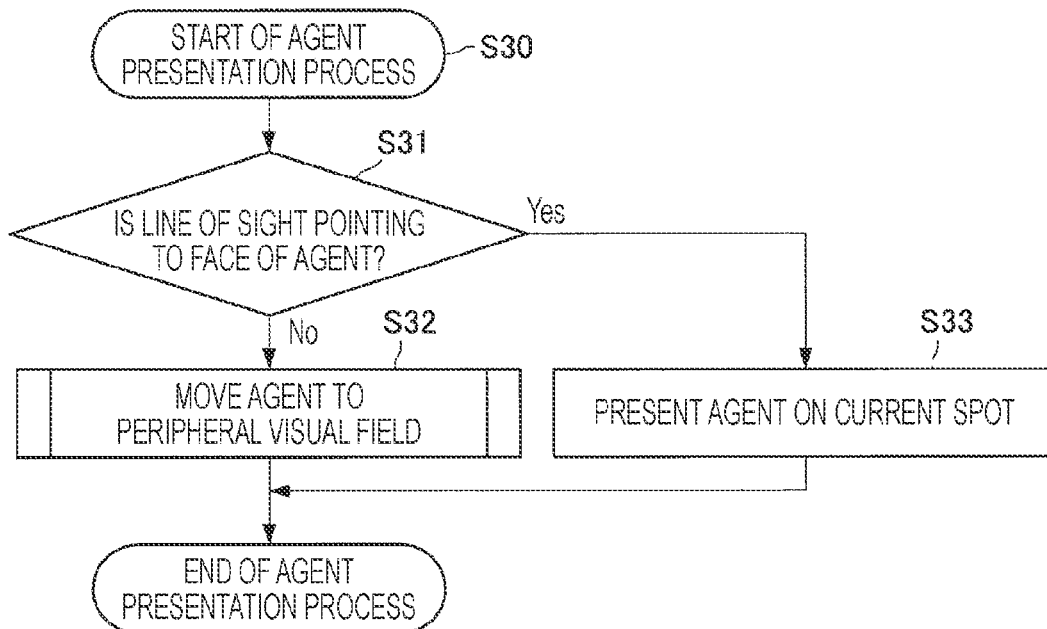 START OF AGENT
PRESENTATION PROCESS
S30
S31
IS LINE OF SIGHT POINTING
TO FACE OF AGENT?
Yes
No
S32
S33
MOVE AGENT TO
PERIPHERAL VISUAL FIELD
PRESENT AGENT ON CURRENT SPOT
END OF AGENT
PRESENTATION PROCESS